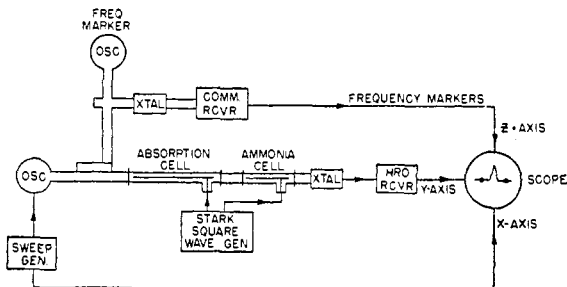 FREQ
MARKER
OSC
XTAL
COMM.
RCVR
FREQUENCY MARKERS
Z-AXIS
ABSORPTION
CELL
AMMONIA
CELL
OSC
XTAL
HRO
RCVR
Y-AXIS
SCOPE
STARK
SQUARE
WAVE GEN
X-AXIS
SWEEP
GEN.